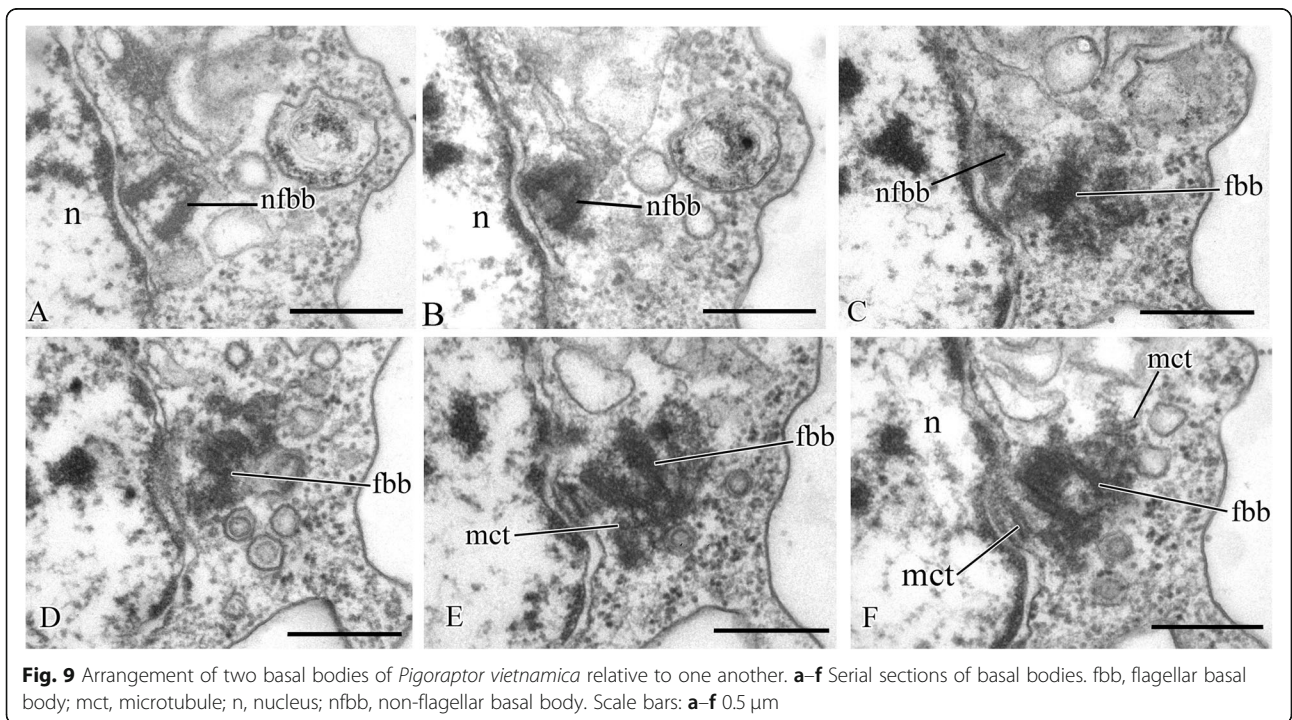 n
nfbb
A
n
nfbb
B
nfbb
fbb
C
fbb
D
fbb
mct
E
mct
n
fbb
mct
F
Fig. 9 Arrangement of two basal bodies of Pigoraptor vietnamica relative to one another. a–f Serial sections of basal bodies. fbb, flagellar basal
body; mct, microtubule; n, nucleus; nfbb, non-flagellar basal body. Scale bars: a–f 0.5 μm